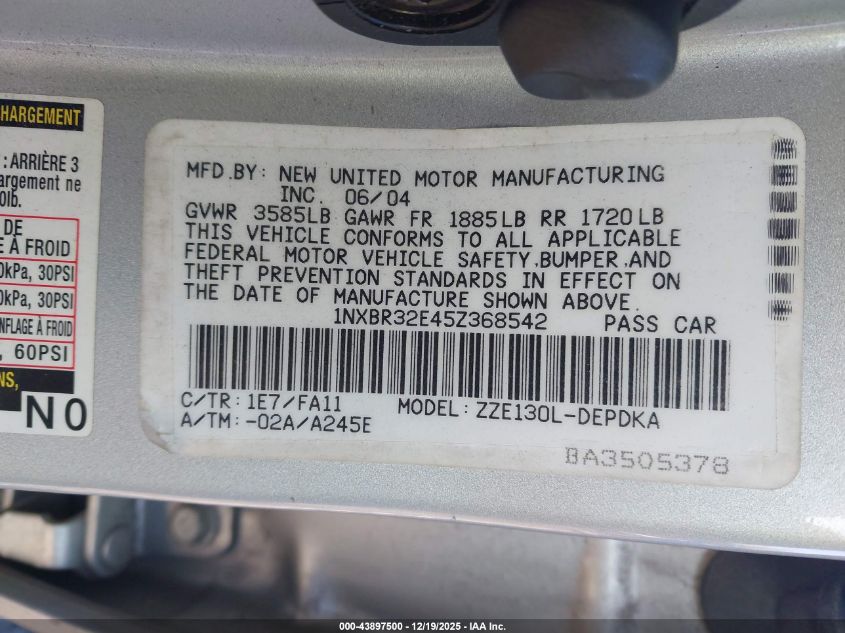 HARGEMENT
: ARRIÈRE 3
argement ne
0lb.
DE
E À FROID
0kPa, 30PSI
0kPa, 30PSI
NFLAGE À FROID
, 60PSI
NS,
NO
MFD.BY: NEW UNITED MOTOR MANUFACTURING
INC. 06/04
GVWR 3585LB GAWR FR 1885LB RR 1720LB
THIS VEHICLE CONFORMS TO ALL APPLICABLE
FEDERAL MOTOR VEHICLE SAFETY,BUMPER,AND
THEFT PREVENTION STANDARDS IN EFFECT ON
THE DATE OF MANUFACTURE SHOWN ABOVE.
1NXBR32E45Z368542 PASS CAR
C/TR: 1E7/FA11 MODEL: ZZE130L-DEPDKA
A/TM: -02A/A245E
BA3505378
000-43897500 - 12/19/2025 - IAA Inc.